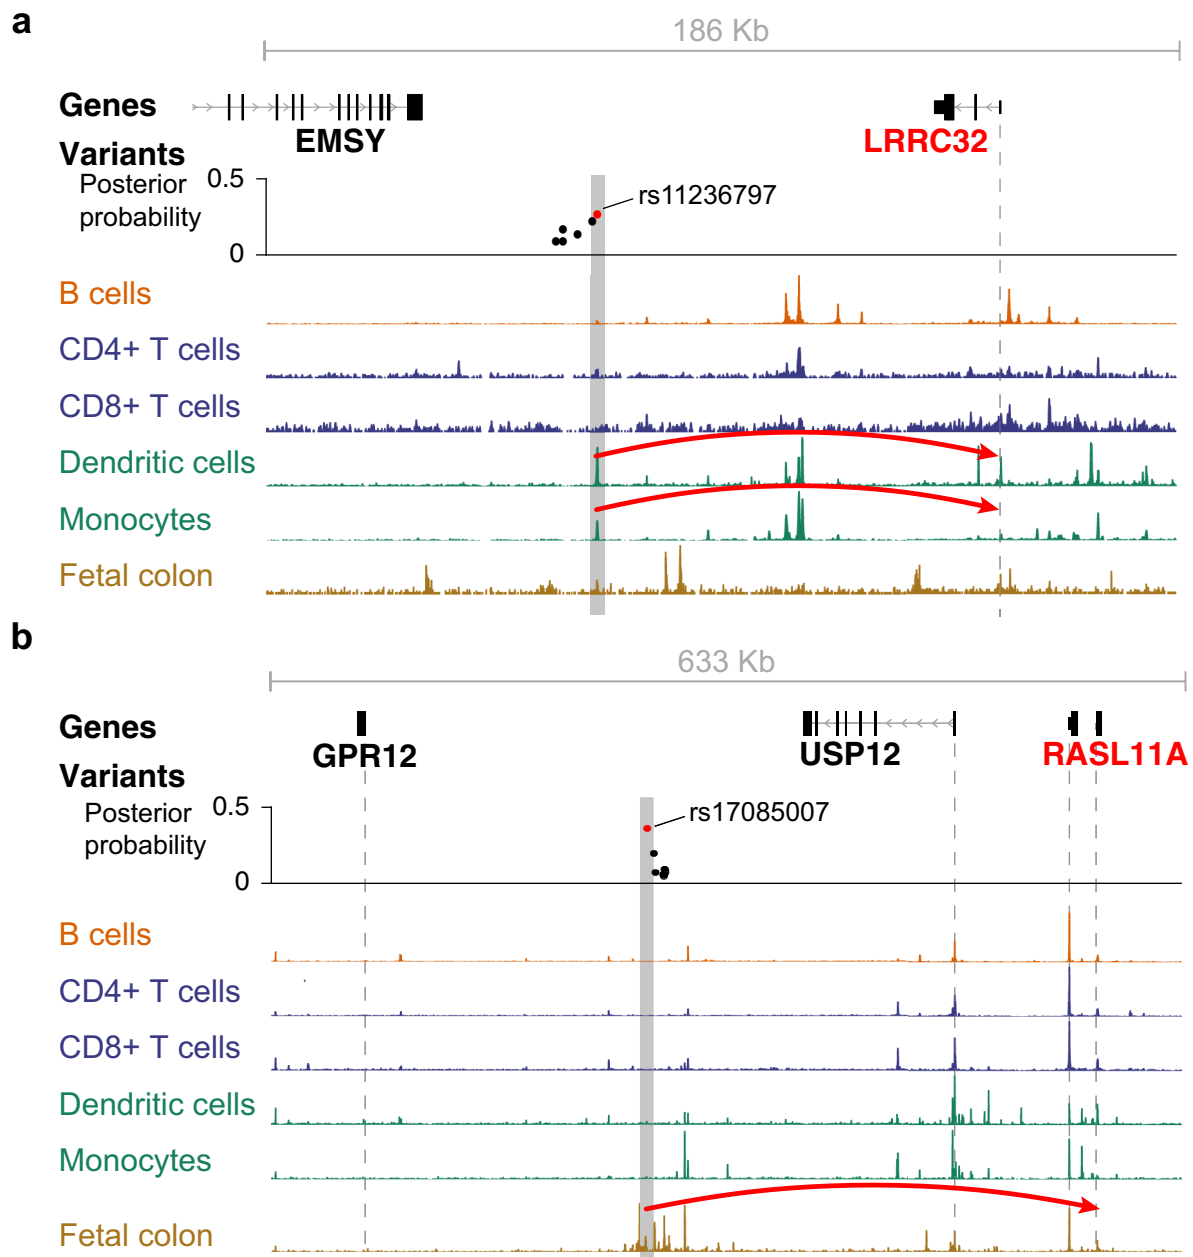 a
186 Kb
Genes
EMSY
LRRC32
Variants
Posterior probability
0.5
rs11236797
0
B cells
CD4+ T cells
CD8+ T cells
Dendritic cells
Monocytes
Fetal colon
b
633 Kb
Genes
GPR12
USP12
RASL11A
Variants
Posterior probability
0.5
rs17085007
0
B cells
CD4+ T cells
CD8+ T cells
Dendritic cells
Monocytes
Fetal colon